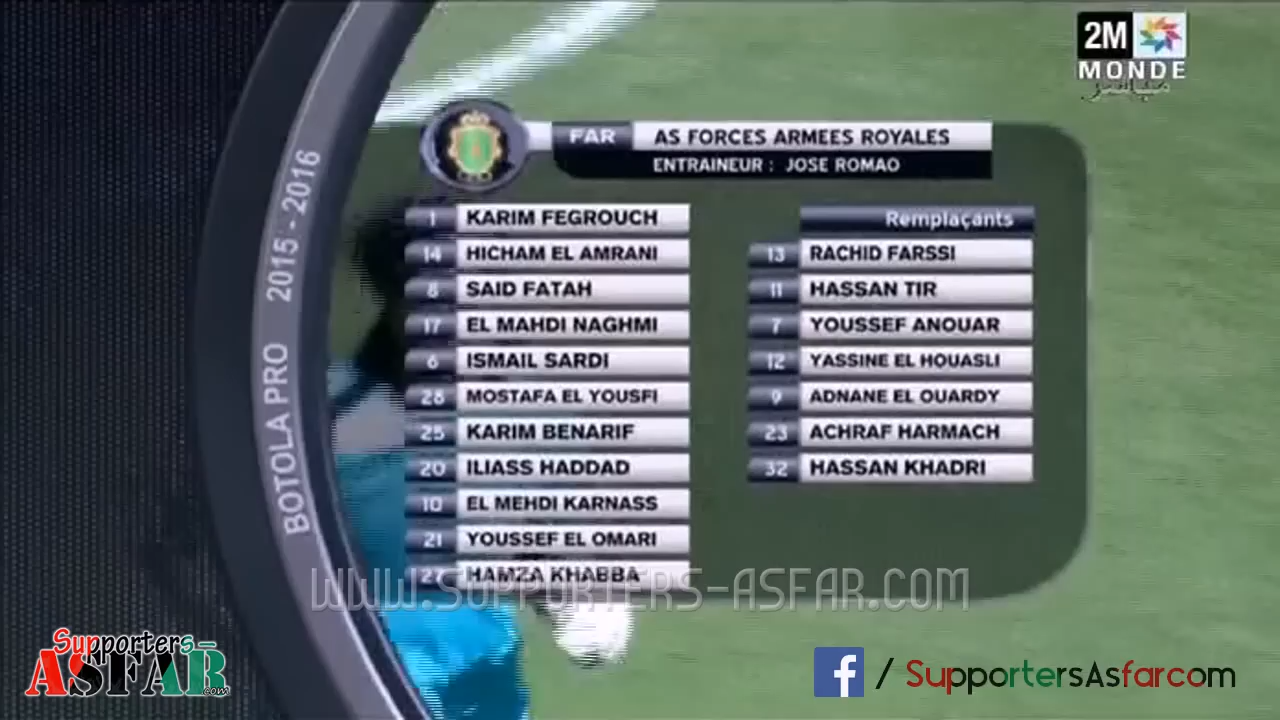 2M
MONDE
مباشر
BOTOLA PRO 2015 - 2016
FAR AS FORCES ARMEES ROYALES
ENTRAINEUR : JOSE ROMAO
1 KARIM FEGROUCH
14 HICHAM EL AMRANI
8 SAID FATAH
17 EL MAHDI NAGHMI
6 ISMAIL SARDI
28 MOSTAFA EL YOUSFI
25 KARIM BENARIF
20 ILIASS HADDAD
10 EL MEHDI KARNASS
21 YOUSSEF EL OMARI
27 HAMZA KHABBA
Remplaçants
13 RACHID FARSSI
11 HASSAN TIR
7 YOUSSEF ANOUAR
12 YASSINE EL HOUASLI
9 ADNANE EL OUARDY
23 ACHRAF HARMACH
32 HASSAN KHADRI
WWW.SUPPORTERS-ASFAR.COM
Supporters-
ASFAR
.com
f / SupportersAsfarcom